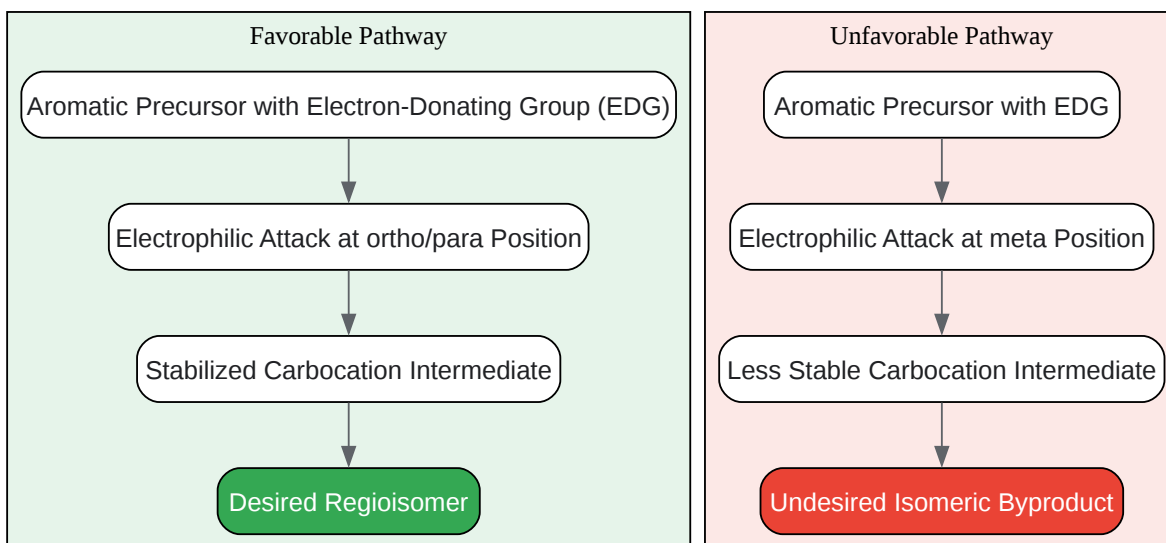 Favorable Pathway
Aromatic Precursor with Electron-Donating Group (EDG)
Electrophilic Attack at ortho/para Position
Stabilized Carbocation Intermediate
Desired Regioisomer
Unfavorable Pathway
Aromatic Precursor with EDG
Electrophilic Attack at meta Position
Less Stable Carbocation Intermediate
Undesired Isomeric Byproduct